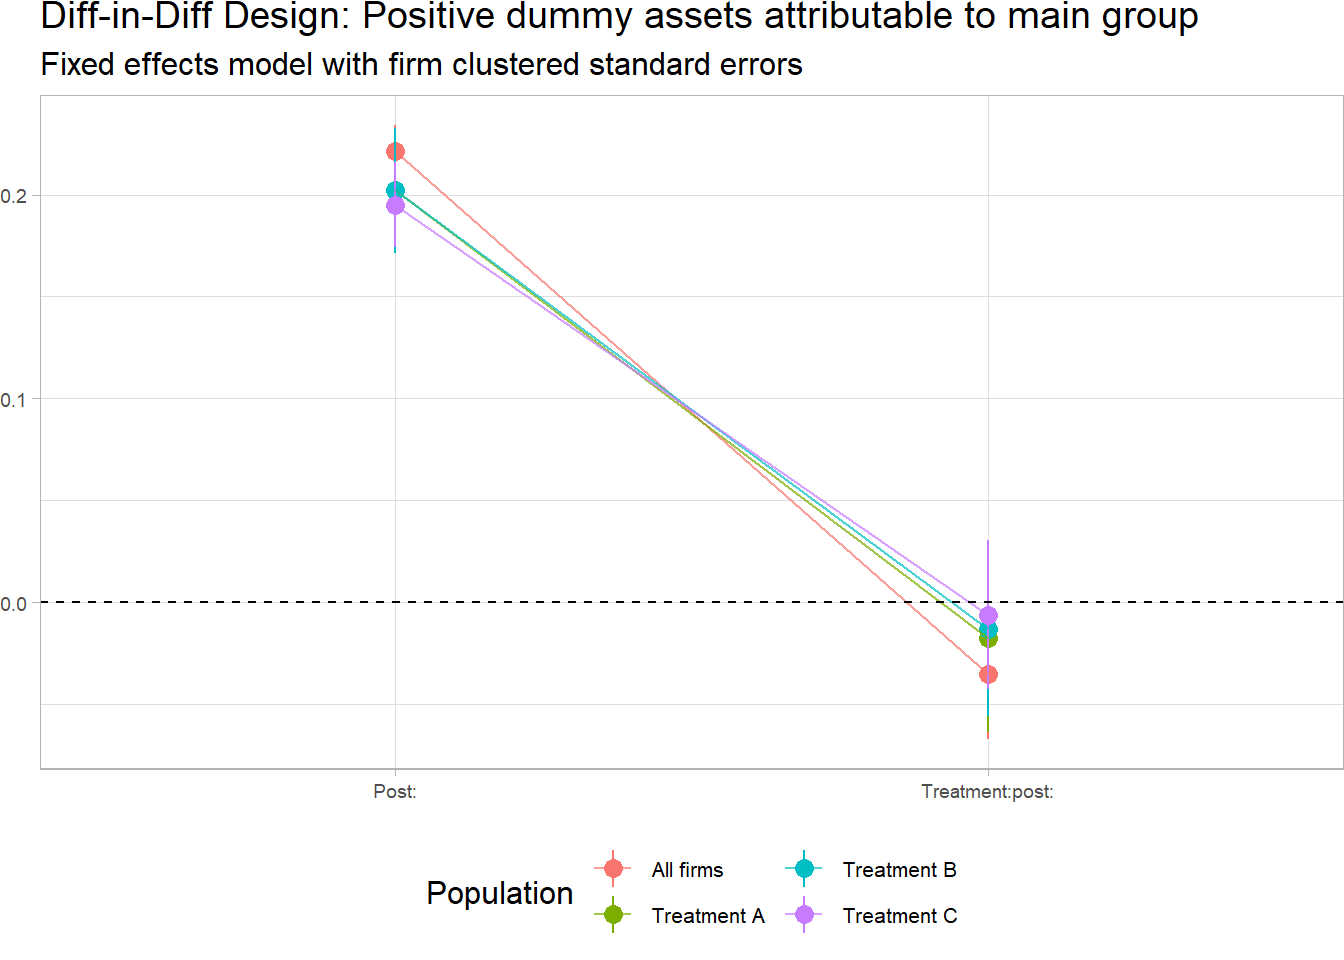 Diff-in-Diff Design: Positive dummy assets attributable to main group
Fixed effects model with firm clustered standard errors
0.2
0.1
0.0
Post:
Treatment:post:
Population
All firms
Treatment B
Treatment A
Treatment C